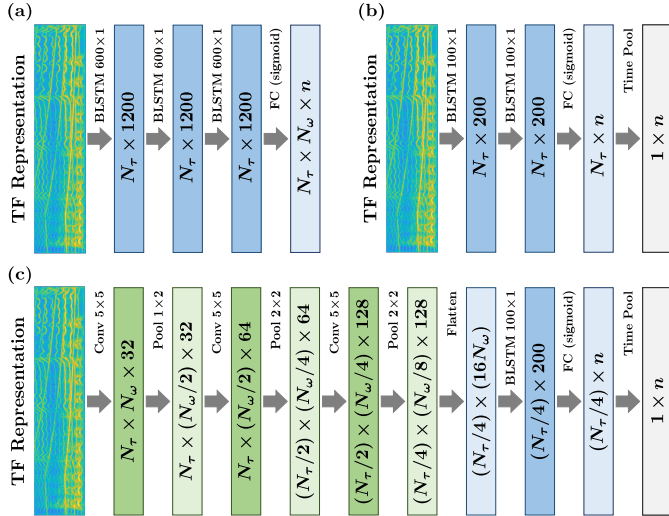 (a)
TF Representation
BLSTM 600×1
N_τ × 1200
BLSTM 600×1
N_τ × 1200
BLSTM 600×1
N_τ × 1200
FC (sigmoid)
N_τ × N_ω × n
(b)
TF Representation
BLSTM 100×1
N_τ × 200
BLSTM 100×1
N_τ × 200
FC (sigmoid)
N_τ × n
Time Pool
1 × n
(c)
TF Representation
Conv 5×5
N_τ × N_ω × 32
Pool 1×2
N_τ × (N_ω/2) × 32
Conv 5×5
N_τ × (N_ω/2) × 64
Pool 2×2
(N_τ/2) × (N_ω/4) × 64
Conv 5×5
(N_τ/2) × (N_ω/4) × 128
Pool 2×2
(N_τ/4) × (N_ω/8) × 128
Flatten
(N_τ/4) × (16N_ω)
BLSTM 100×1
(N_τ/4) × 200
FC (sigmoid)
(N_τ/4) × n
Time Pool
1 × n